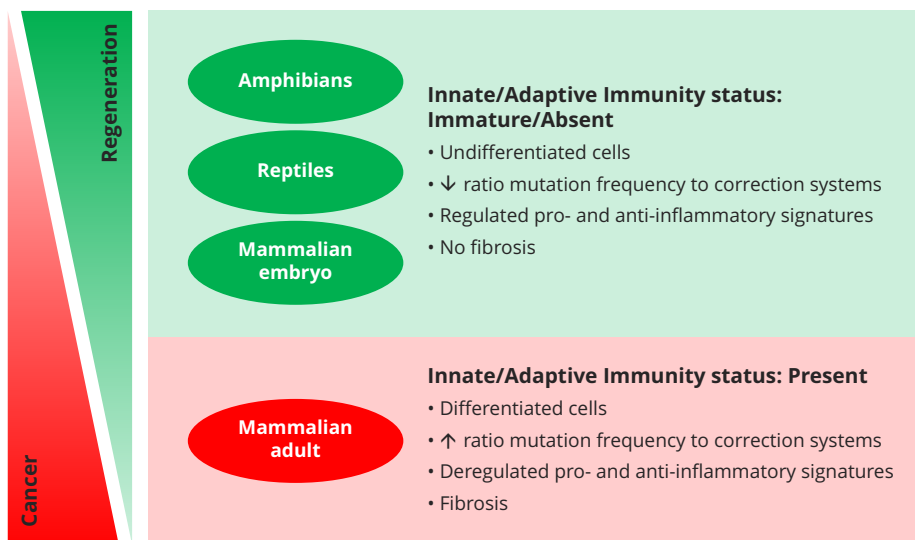 Regeneration
Cancer
Amphibians
Reptiles
Mammalian
embryo
Innate/Adaptive Immunity status:
Immature/Absent
• Undifferentiated cells
• ↓ ratio mutation frequency to correction systems
• Regulated pro- and anti-inflammatory signatures
• No fibrosis
Mammalian
adult
Innate/Adaptive Immunity status: Present
• Differentiated cells
• ↑ ratio mutation frequency to correction systems
• Deregulated pro- and anti-inflammatory signatures
• Fibrosis